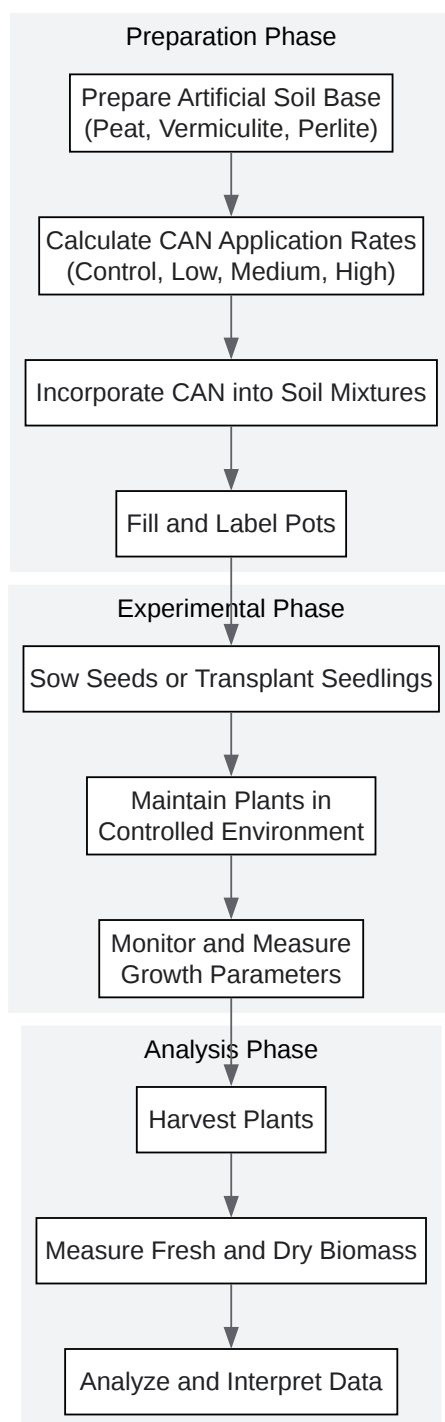 Preparation Phase
Prepare Artificial Soil Base
(Peat, Vermiculite, Perlite)
Calculate CAN Application Rates
(Control, Low, Medium, High)
Incorporate CAN into Soil Mixtures
Fill and Label Pots
Experimental Phase
Sow Seeds or Transplant Seedlings
Maintain Plants in
Controlled Environment
Monitor and Measure
Growth Parameters
Analysis Phase
Harvest Plants
Measure Fresh and Dry Biomass
Analyze and Interpret Data